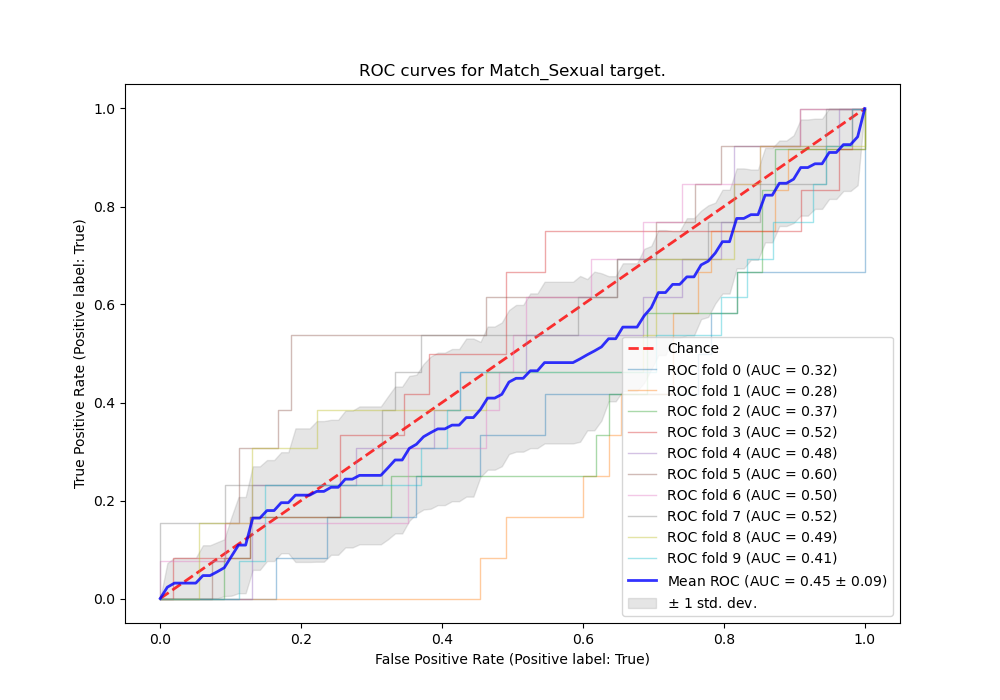 ROC curves for Match_Sexual target.
True Positive Rate (Positive label: True)
1.0
0.8
0.6
0.4
0.2
0.0
Chance
ROC fold 0 (AUC = 0.32)
ROC fold 1 (AUC = 0.28)
ROC fold 2 (AUC = 0.37)
ROC fold 3 (AUC = 0.52)
ROC fold 4 (AUC = 0.48)
ROC fold 5 (AUC = 0.60)
ROC fold 6 (AUC = 0.50)
ROC fold 7 (AUC = 0.52)
ROC fold 8 (AUC = 0.49)
ROC fold 9 (AUC = 0.41)
Mean ROC (AUC = 0.45 ± 0.09)
± 1 std. dev.
0.0 0.2 0.4 0.6 0.8 1.0
False Positive Rate (Positive label: True)